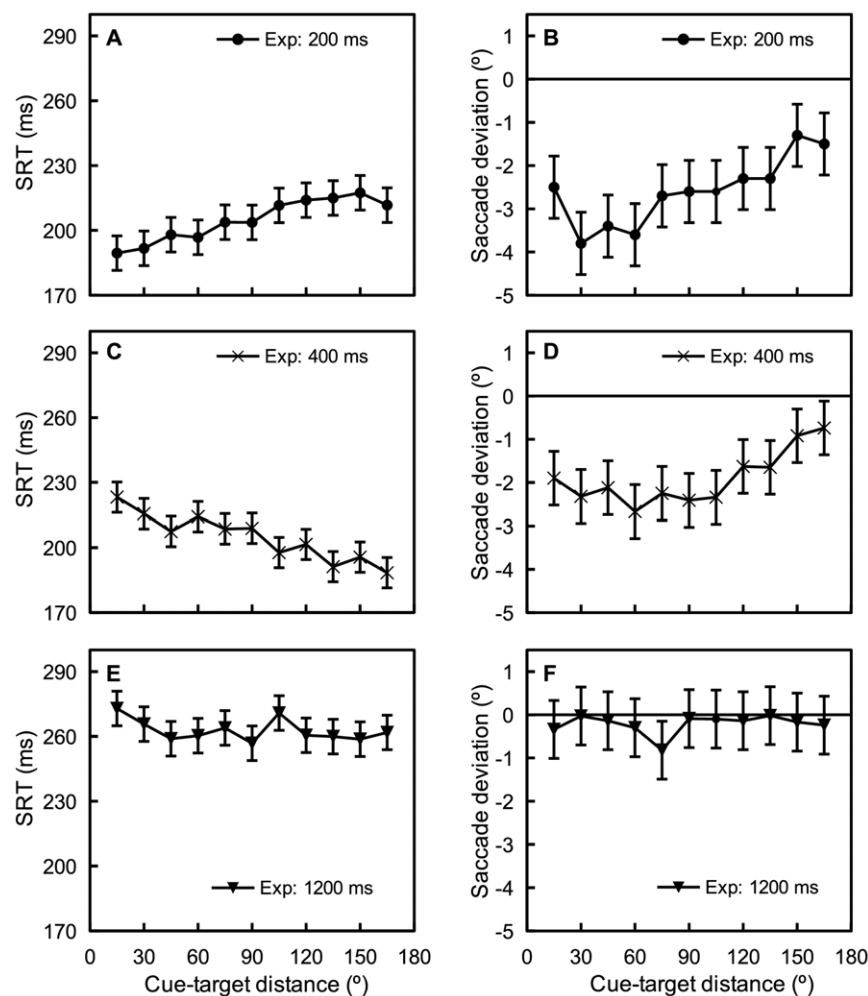 A
Exp: 200 ms
290
260
230
200
170
SRT (ms)
B
Exp: 200 ms
1
0
-1
-2
-3
-4
-5
Saccade deviation (º)
C
Exp: 400 ms
290
260
230
200
170
SRT (ms)
D
Exp: 400 ms
1
0
-1
-2
-3
-4
-5
Saccade deviation (º)
E
Exp: 1200 ms
290
260
230
200
170
SRT (ms)
0 30 60 90 120 150 180
Cue-target distance (º)
F
Exp: 1200 ms
1
0
-1
-2
-3
-4
-5
Saccade deviation (º)
0 30 60 90 120 150 180
Cue-target distance (º)